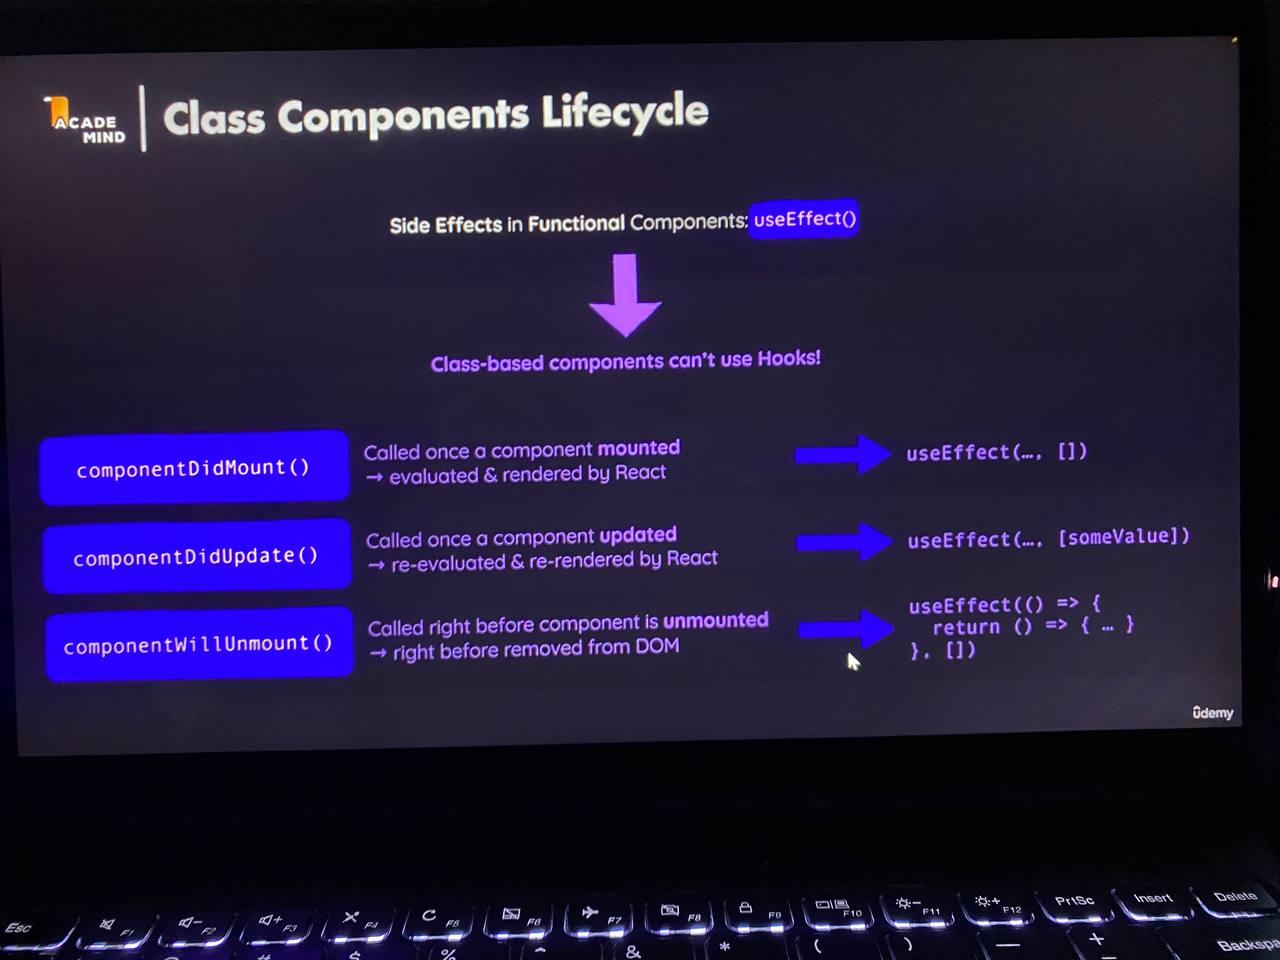 ACADE
MIND
Class Components Lifecycle
Side Effects in Functional Components: useEffect()
Class-based components can't use Hooks!
componentDidMount()
Called once a component mounted
→ evaluated & rendered by React
useEffect(…, [])
componentDidUpdate()
Called once a component updated
→ re-evaluated & re-rendered by React
useEffect(…, [someValue])
componentWillUnmount()
Called right before component is unmounted
→ right before removed from DOM
useEffect(() => {
return () => { … }
}, [])
ûdemy
Esc F1 F2 F3 F4 F5 F6 F7 F8 F9 F10 F11 F12 PrtSc Insert Delete
# $ % ^ & * ( ) — + Backspa